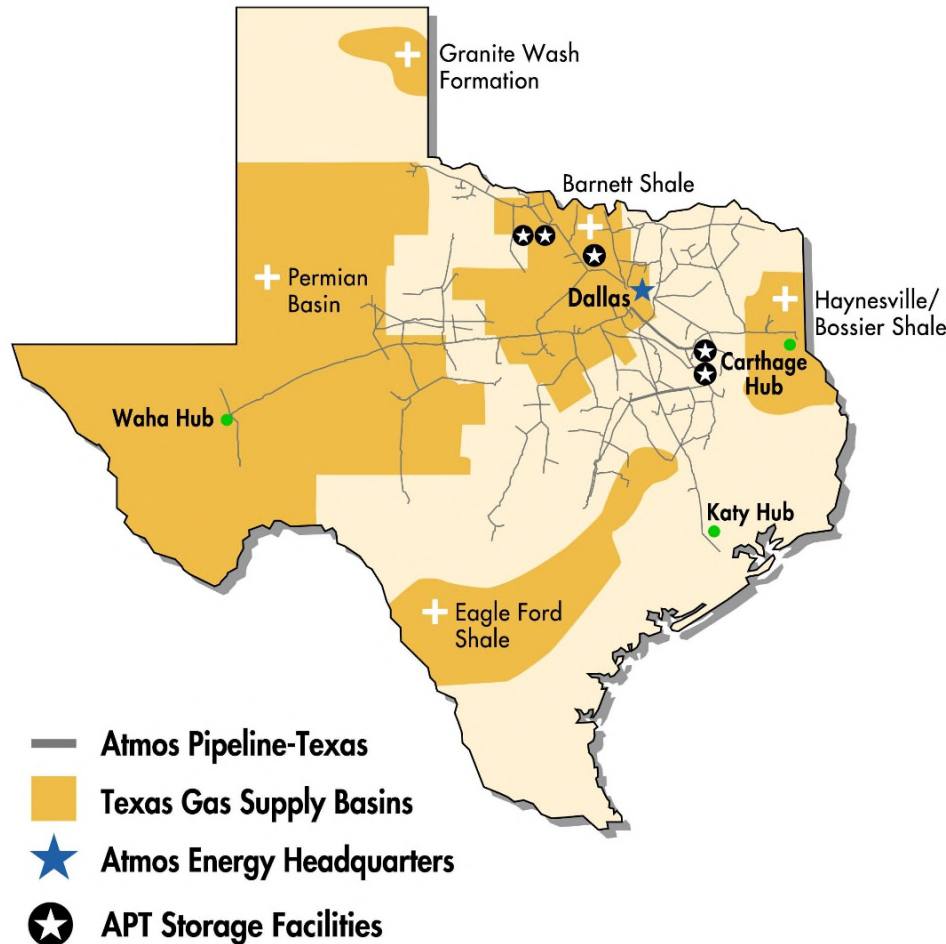 Granite Wash
Formation
Barnett Shale
Permian
Basin
Dallas
Haynesville/
Bossier Shale
Carthage
Hub
Waha Hub
Katy Hub
Eagle Ford
Shale
Atmos Pipeline-Texas
Texas Gas Supply Basins
Atmos Energy Headquarters
APT Storage Facilities